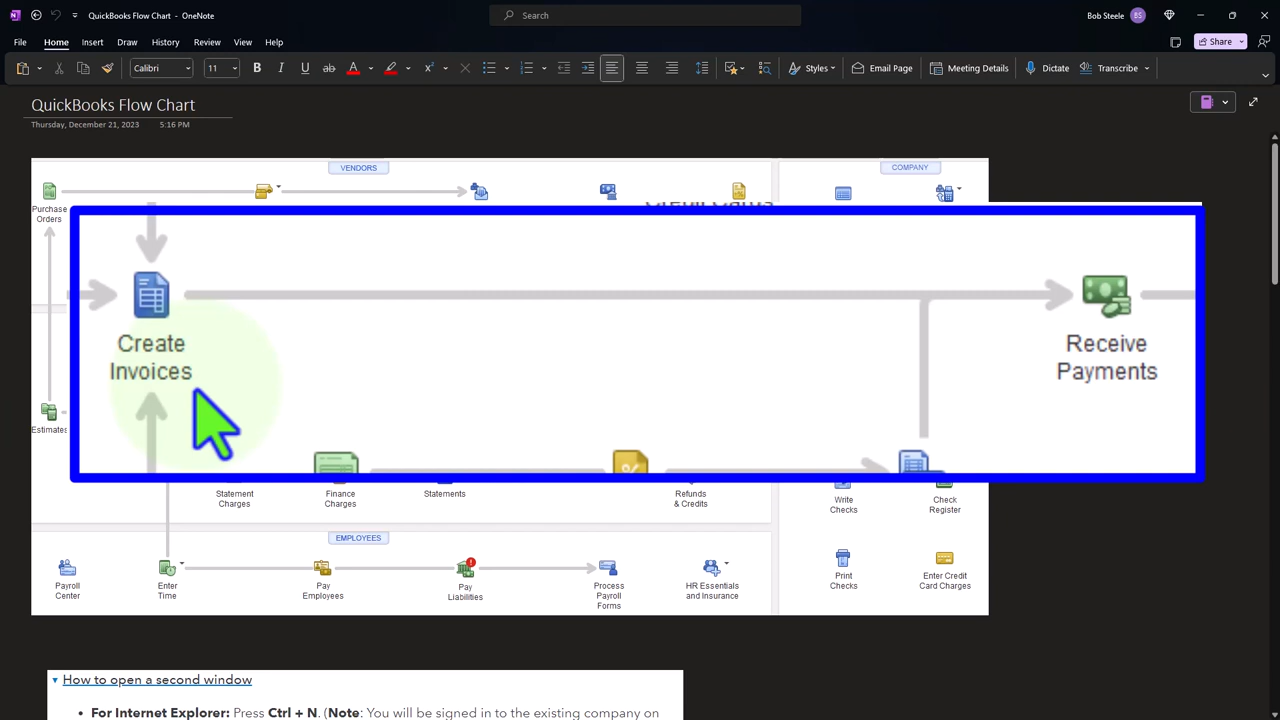 QuickBooks Flow Chart - OneNote
Search
Bob Steele
BS
File
Home
Insert
Draw
History
Review
View
Help
Share
Calibri
11
B
I
U
ab
A
Styles
Email Page
Meeting Details
Dictate
Transcribe
QuickBooks Flow Chart
Thursday, December 21, 2023
5:16 PM
VENDORS
COMPANY
Purchase
Orders
Create
Invoices
Receive
Payments
Estimates
Statement
Charges
Finance
Charges
Statements
Refunds
& Credits
Write
Checks
Check
Register
EMPLOYEES
Payroll
Center
Enter
Time
Pay
Employees
Pay
Liabilities
Process
Payroll
Forms
HR Essentials
and Insurance
Print
Checks
Enter Credit
Card Charges
How to open a second window
• For Internet Explorer: Press Ctrl + N. (Note: You will be signed in to the existing company on